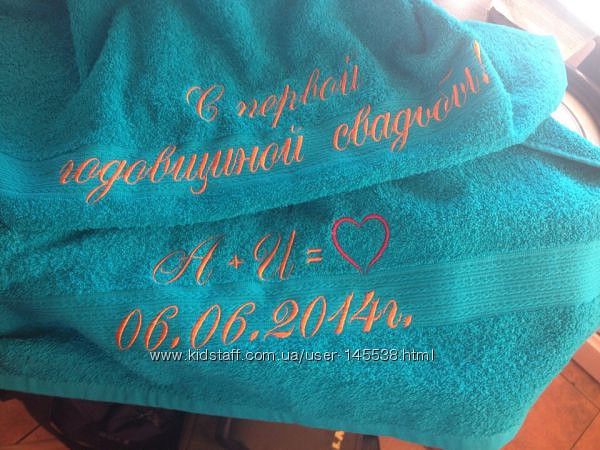 С первой
годовщиной свадьбы!
А + И = ♡
06.06.2014г.
www.kidstaff.com.ua/user-145538.html